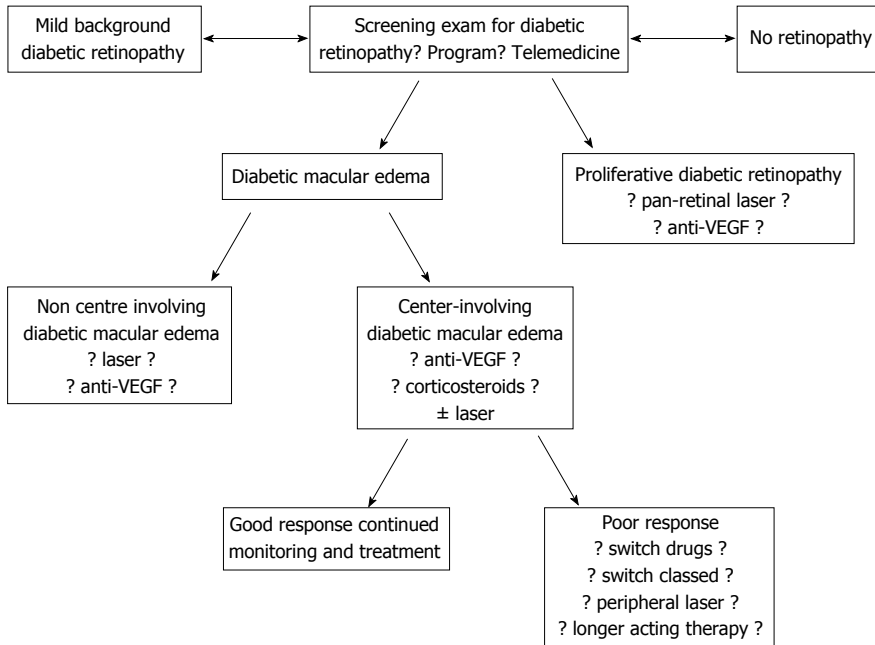 Mild background
diabetic retinopathy
Screening exam for diabetic
retinopathy? Program? Telemedicine
No retinopathy
Diabetic macular edema
Proliferative diabetic retinopathy
? pan-retinal laser ?
? anti-VEGF ?
Non centre involving
diabetic macular edema
? laser ?
? anti-VEGF ?
Center-involving
diabetic macular edema
? anti-VEGF ?
? corticosteroids ?
± laser
Good response continued
monitoring and treatment
Poor response
? switch drugs ?
? switch classed ?
? peripheral laser ?
? longer acting therapy ?